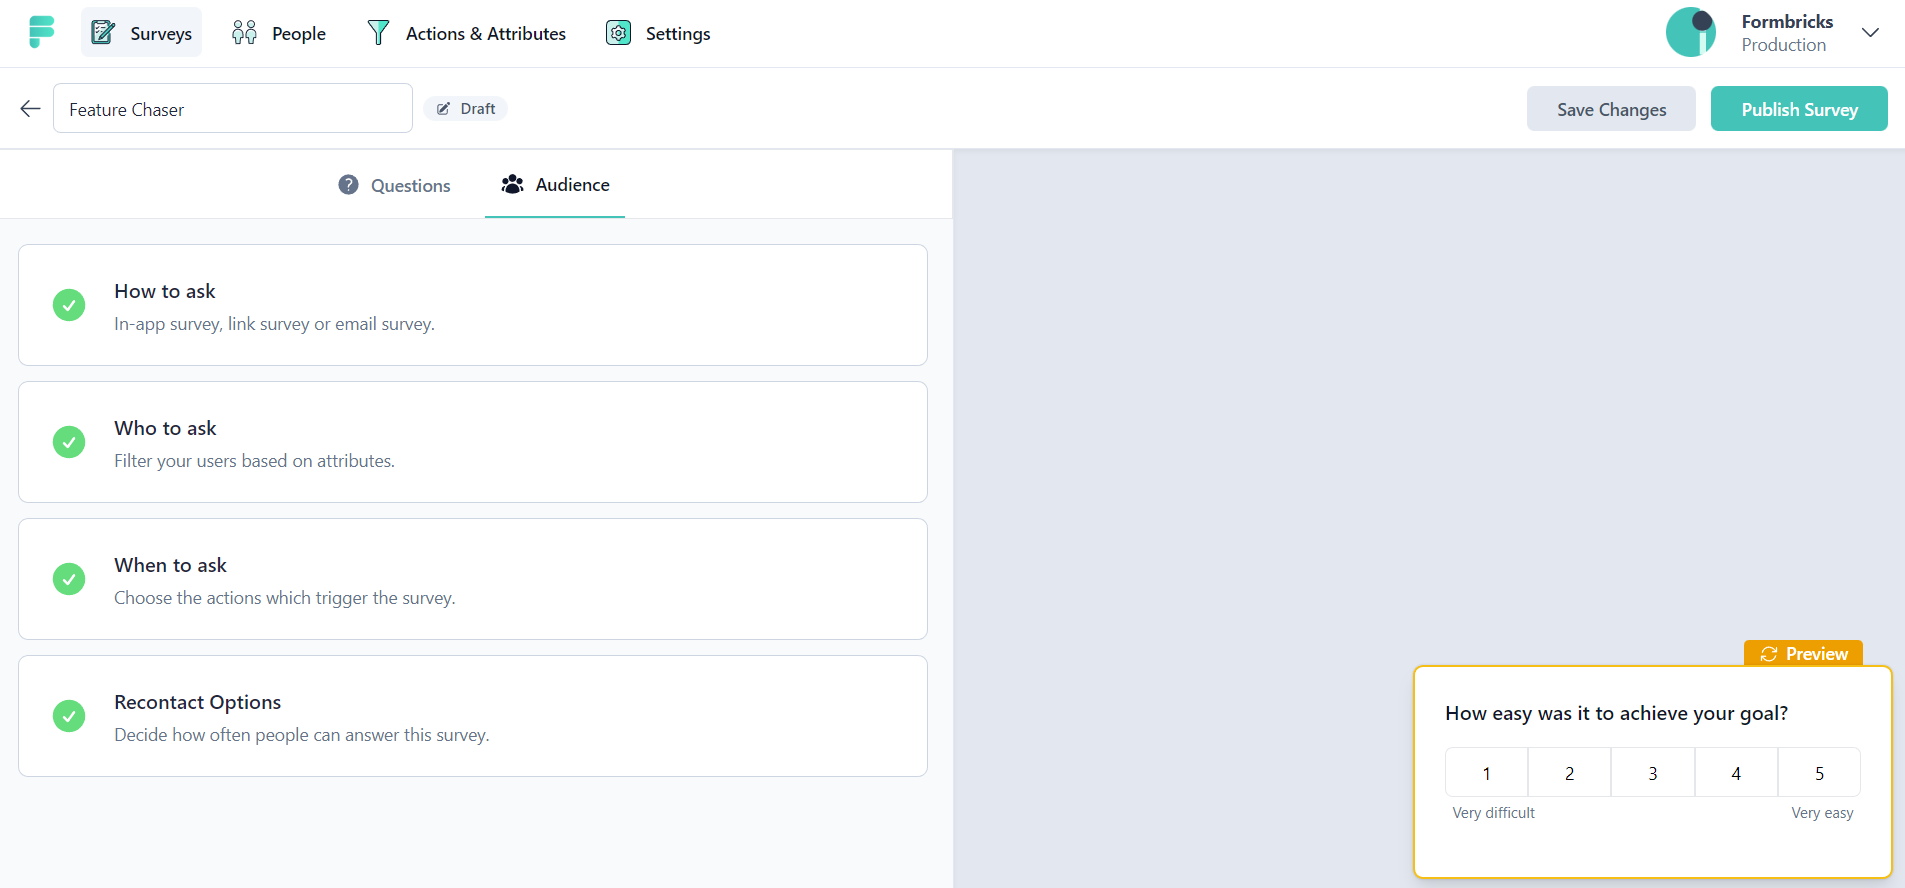 Surveys
People
Actions & Attributes
Settings
Formbricks
Production
Feature Chaser
Draft
Save Changes
Publish Survey
Questions
Audience
How to ask
In-app survey, link survey or email survey.
Who to ask
Filter your users based on attributes.
When to ask
Choose the actions which trigger the survey.
Recontact Options
Decide how often people can answer this survey.
Preview
How easy was it to achieve your goal?
1 2 3 4 5
Very difficult Very easy